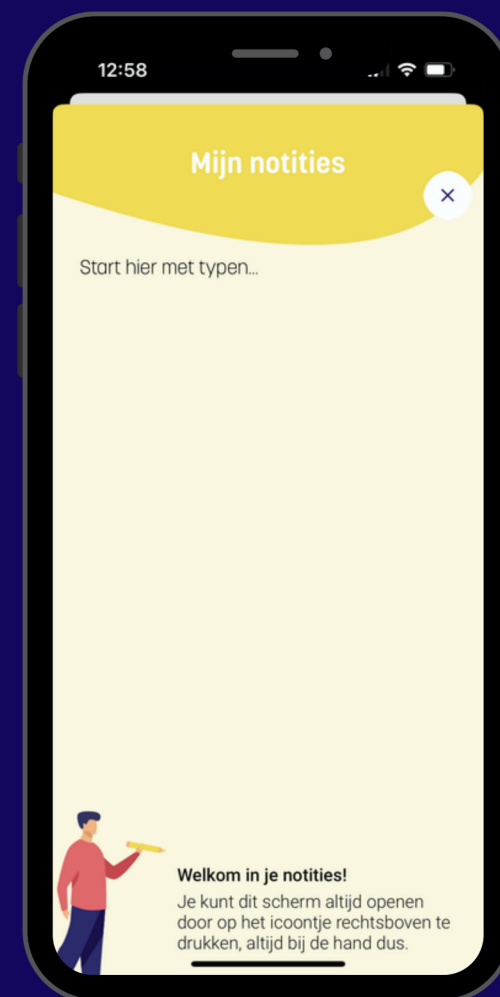 12:58
Mijn notities
Start hier met typen...
Welkom in je notities!
Je kunt dit scherm altijd openen
door op het icoontje rechtsboven te
drukken, altijd bij de hand dus.